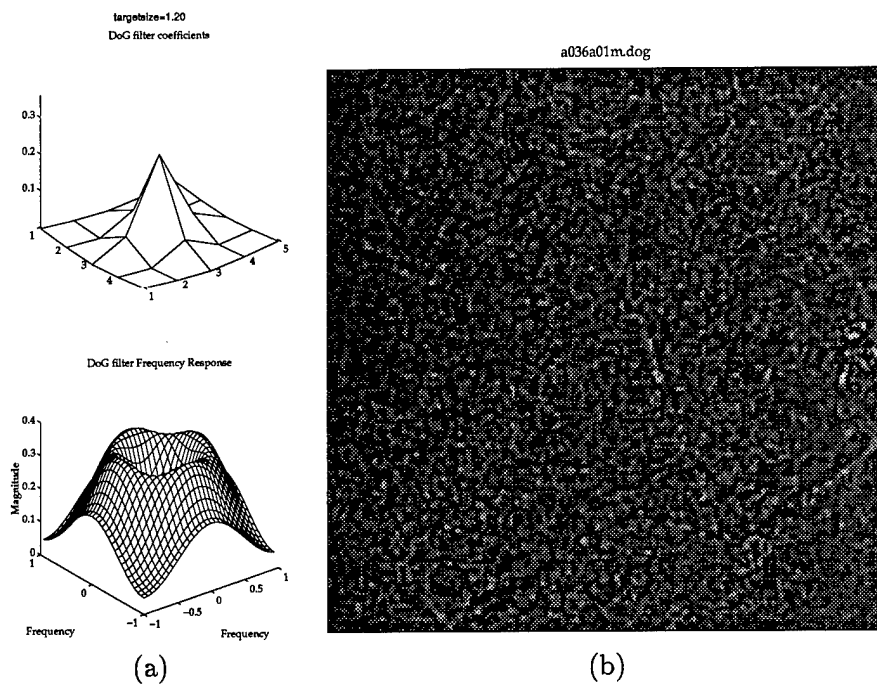 targetsize=1.20
DoG filter coefficients
0.3
0.2
0.1
1
2
3
4
1
2
3
4
5
DoG filter Frequency Response
0.4
0.3
0.2
0.1
0
Magnitude
1
0
-1
-1
-0.5
0
0.5
1
Frequency
Frequency
(a)
a036a01m.dog
(b)